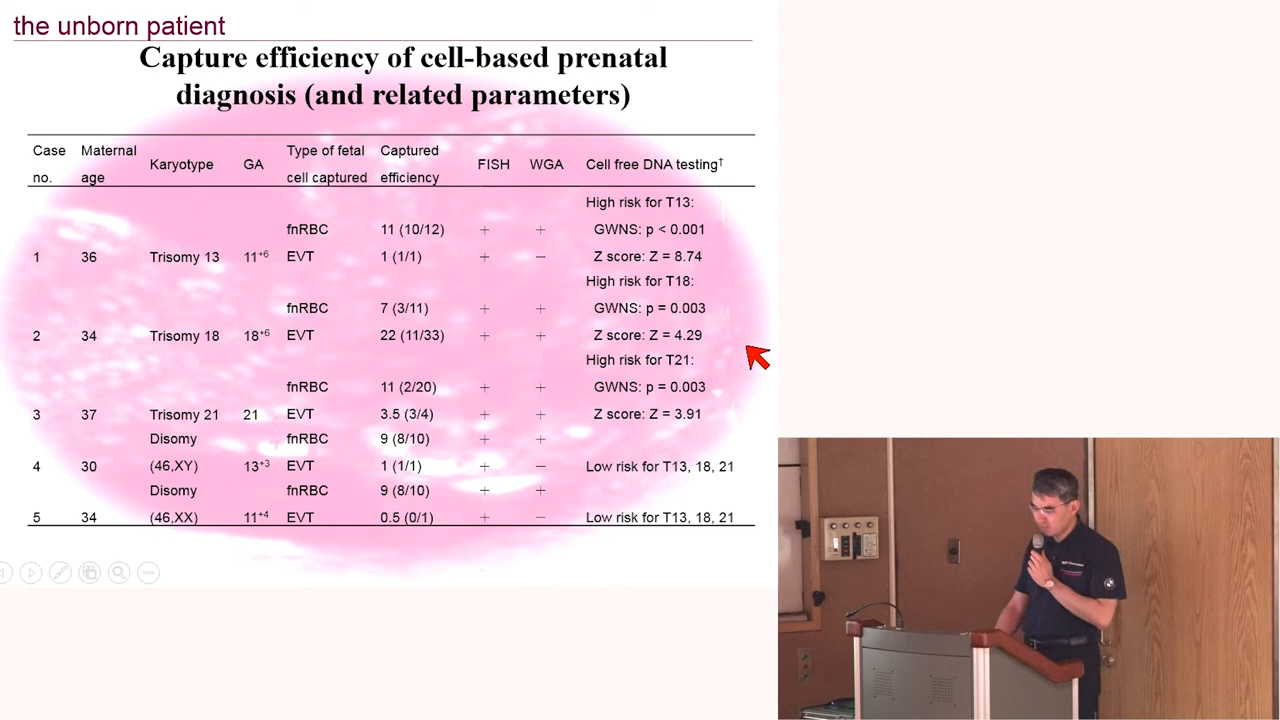 the unborn patient
Capture efficiency of cell-based prenatal
diagnosis (and related parameters)
Case no. Maternal age Karyotype GA Type of fetal cell captured Captured efficiency FISH WGA Cell free DNA testing†
High risk for T13:
fnRBC 11 (10/12) + + GWNS: p < 0.001
1 36 Trisomy 13 11+6 EVT 1 (1/1) + − Z score: Z = 8.74
High risk for T18:
fnRBC 7 (3/11) + + GWNS: p = 0.003
2 34 Trisomy 18 18+6 EVT 22 (11/33) + + Z score: Z = 4.29
High risk for T21:
fnRBC 11 (2/20) + + GWNS: p = 0.003
3 37 Trisomy 21 21 EVT 3.5 (3/4) + + Z score: Z = 3.91
Disomy fnRBC 9 (8/10) + +
4 30 (46,XY) 13+3 EVT 1 (1/1) + − Low risk for T13, 18, 21
Disomy fnRBC 9 (8/10) + +
5 34 (46,XX) 11+4 EVT 0.5 (0/1) + − Low risk for T13, 18, 21